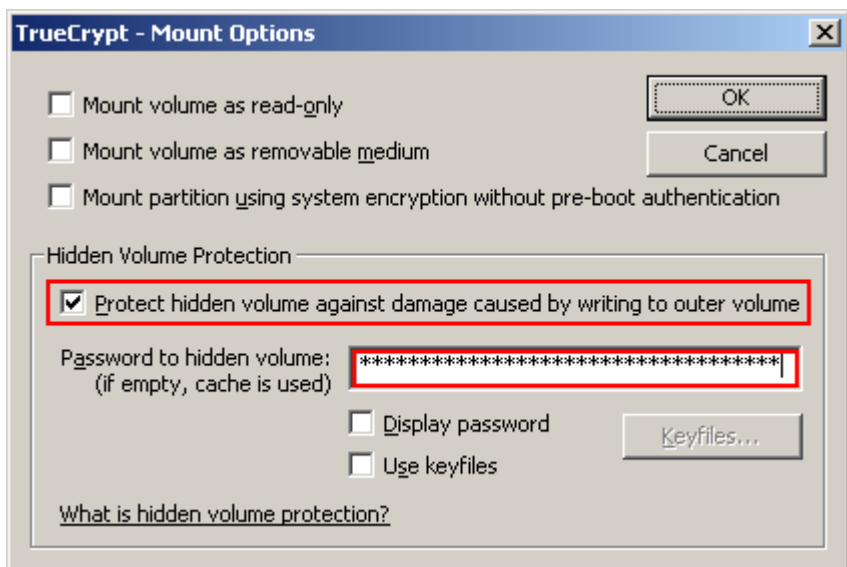 TrueCrypt - Mount Options
Mount volume as read-only
OK
Mount volume as removable medium
Cancel
Mount partition using system encryption without pre-boot authentication
Hidden Volume Protection
Protect hidden volume against damage caused by writing to outer volume
Password to hidden volume:
(if empty, cache is used)
***********************************
Display password
Keyfiles...
Use keyfiles
What is hidden volume protection?